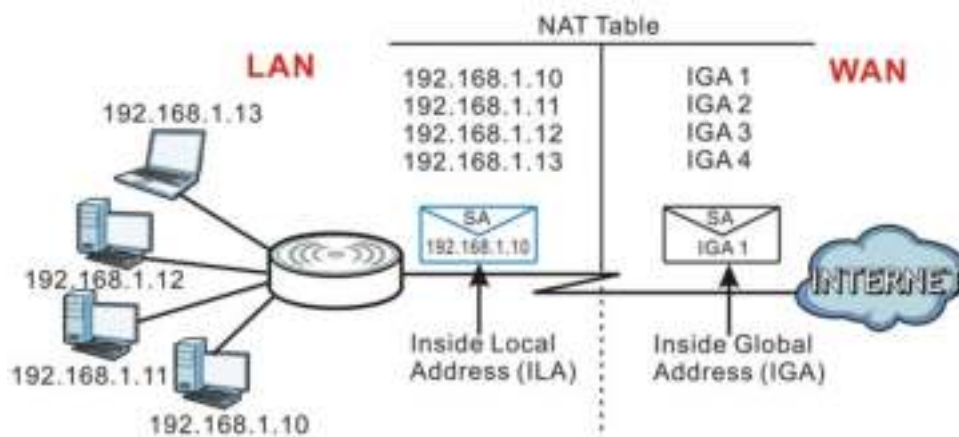 NAT Table
LAN
WAN
192.168.1.10
IGA 1
192.168.1.11
IGA 2
192.168.1.12
IGA 3
192.168.1.13
IGA 4
192.168.1.13
192.168.1.12
192.168.1.11
192.168.1.10
SA
192.168.1.10
SA
IGA 1
INTERNET
Inside Local
Address (ILA)
Inside Global
Address (IGA)